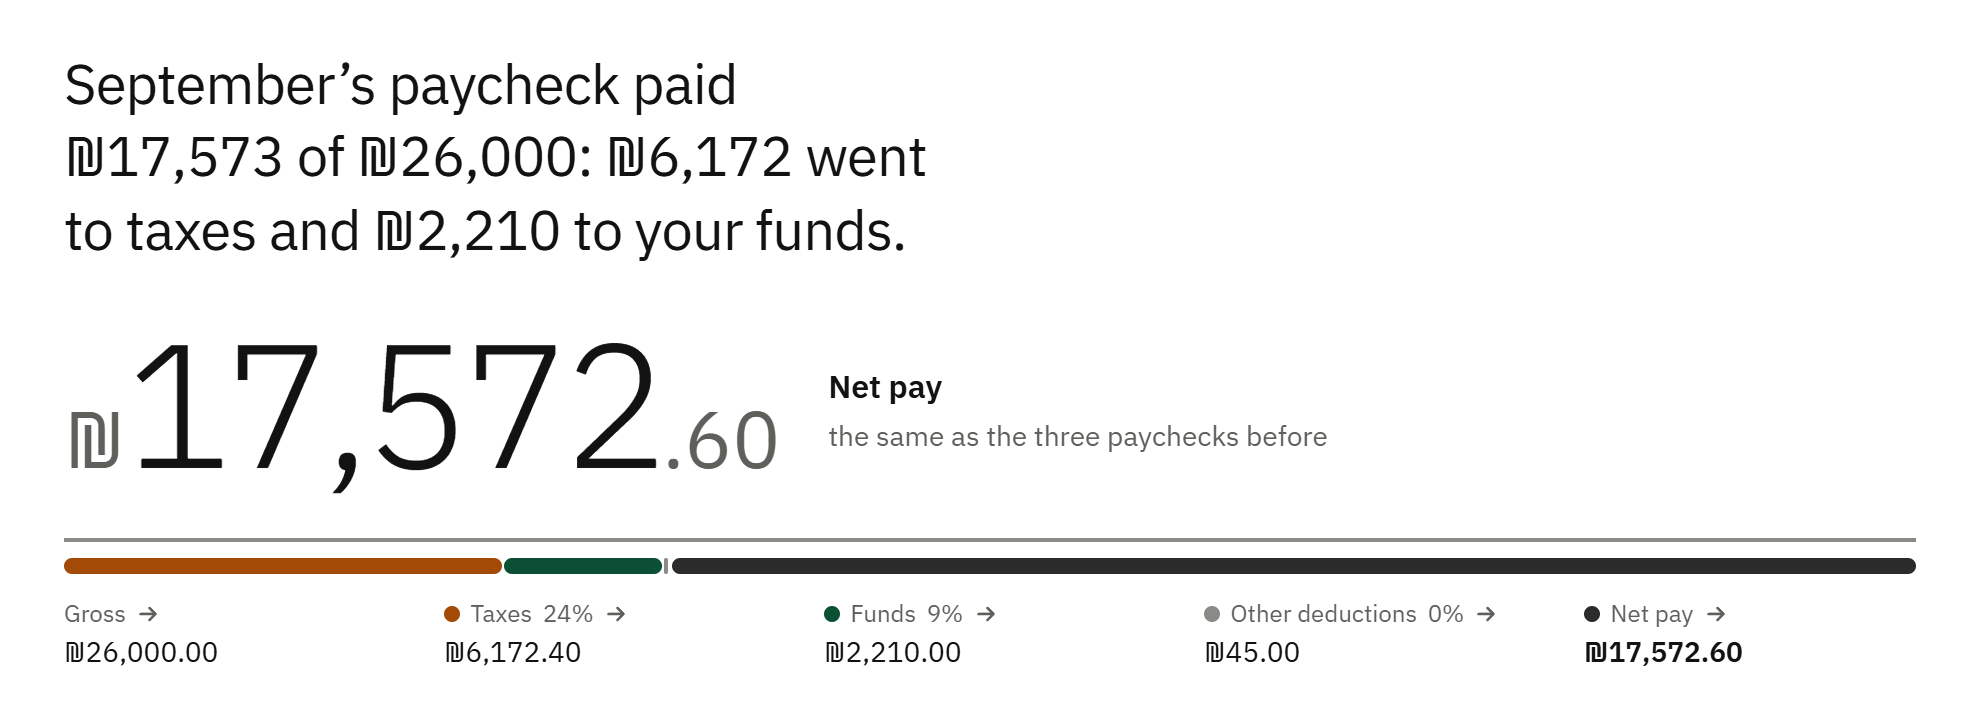 September’s paycheck paid
₪17,573 of ₪26,000: ₪6,172 went
to taxes and ₪2,210 to your funds.
₪17,572.60
Net pay
the same as the three paychecks before
Gross →
₪26,000.00
Taxes 24% →
₪6,172.40
Funds 9% →
₪2,210.00
Other deductions 0% →
₪45.00
Net pay →
₪17,572.60